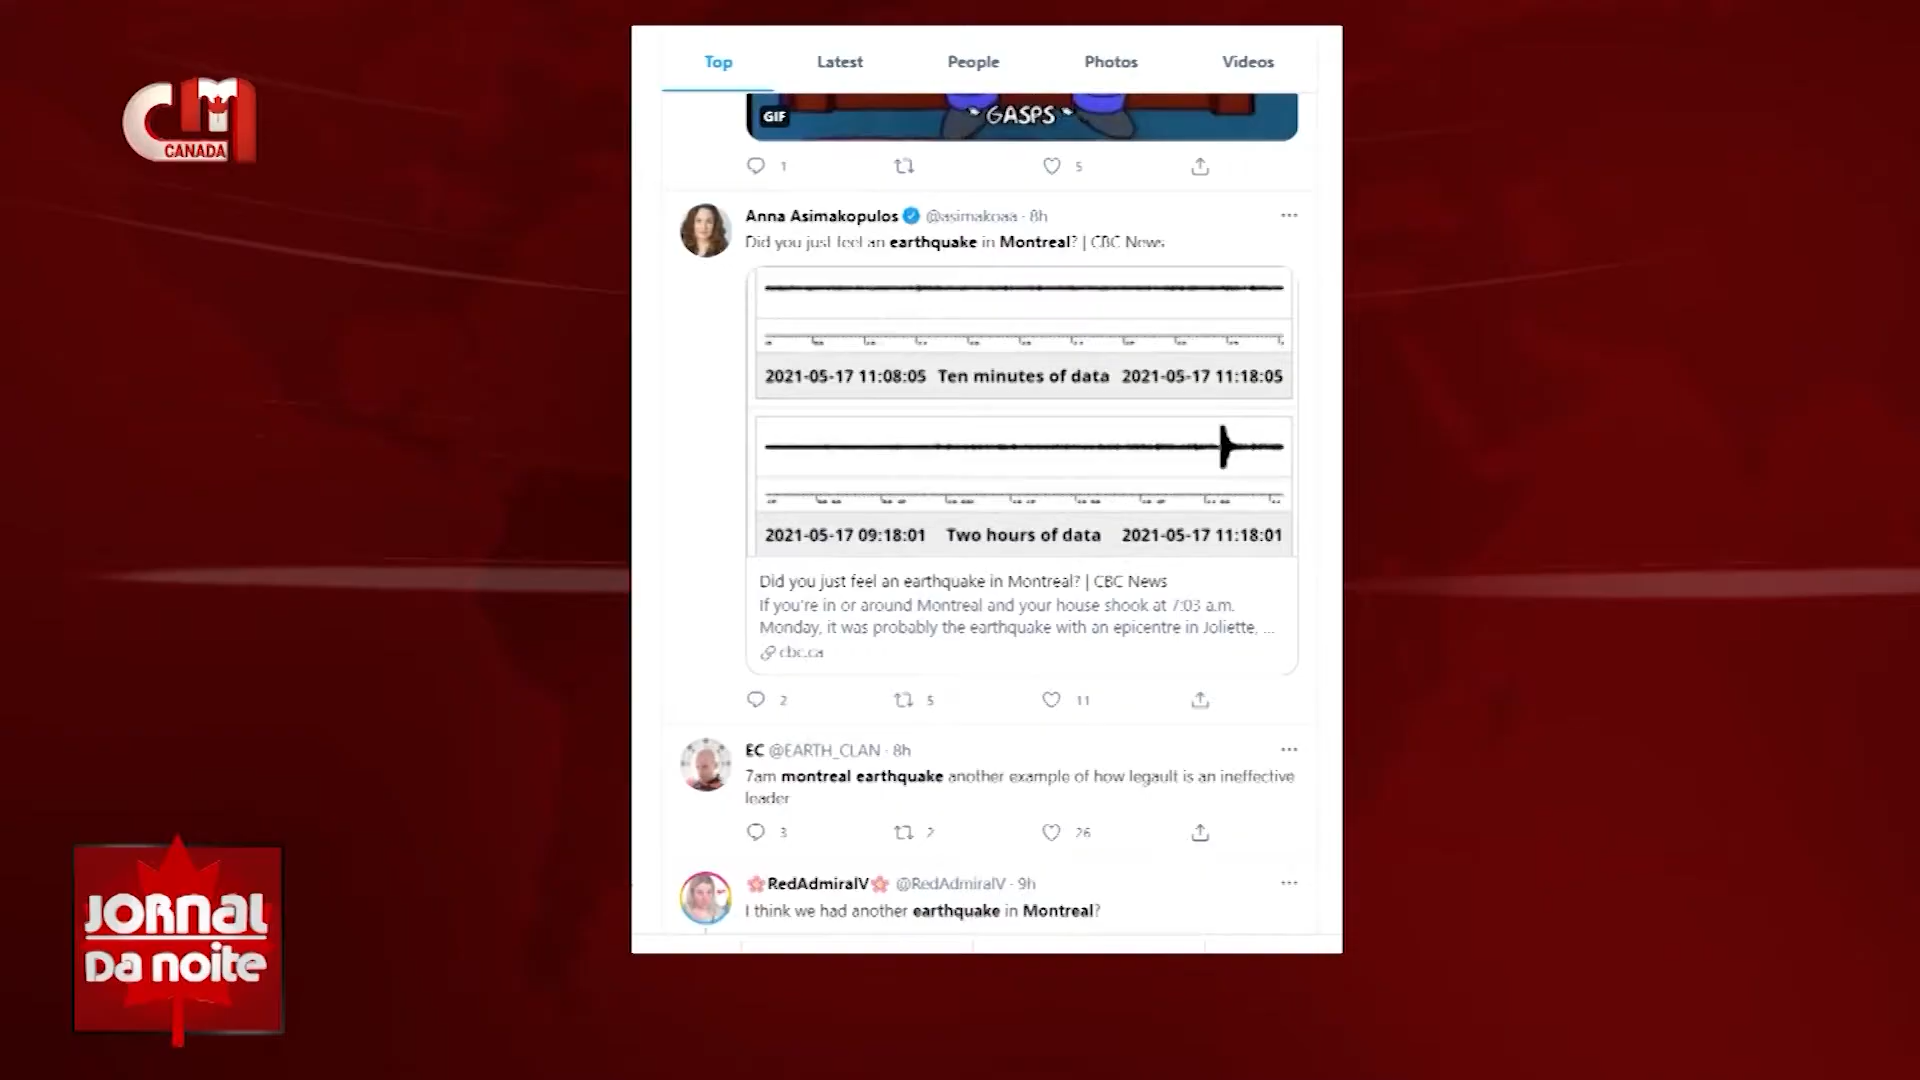 CM
CANADA
Top Latest People Photos Videos
GIF
* GASPS *
1 5
Anna Asimakopulos @asimakoaa · 8h
Did you just feel an earthquake in Montreal? | CBC News
2021-05-17 11:08:05 Ten minutes of data 2021-05-17 11:18:05
2021-05-17 09:18:01 Two hours of data 2021-05-17 11:18:01
Did you just feel an earthquake in Montreal? | CBC News
If you're in or around Montreal and your house shook at 7:03 a.m.
Monday, it was probably the earthquake with an epicentre in Joliette, ...
cbc.ca
2 5 11
EC @EARTH_CLAN · 8h
7am montreal earthquake another example of how legault is an ineffective
leader
3 2 26
RedAdmiralV @RedAdmiralV · 9h
I think we had another earthquake in Montreal?
JORNAL
Da noite